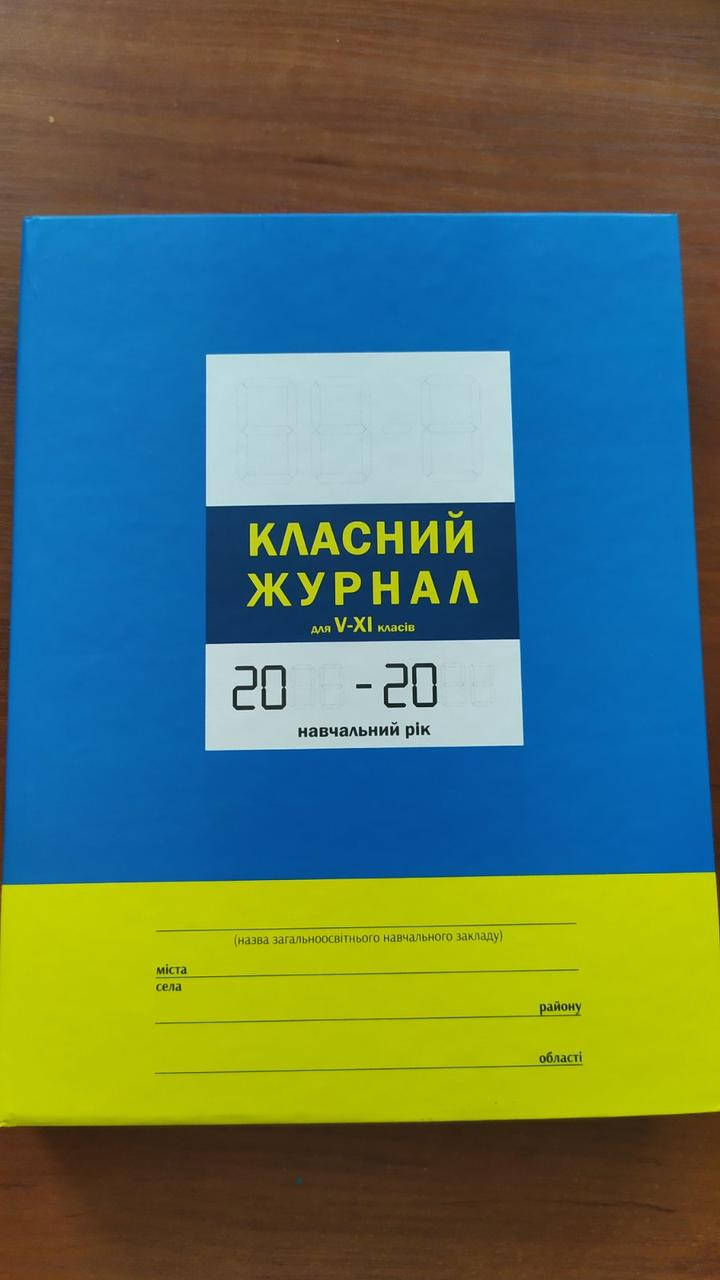 КЛАСНИЙ
ЖУРНАЛ
для V-XI класів
20 - 20
навчальний рік
(назва загальноосвітнього навчального закладу)
міста
села
району
області